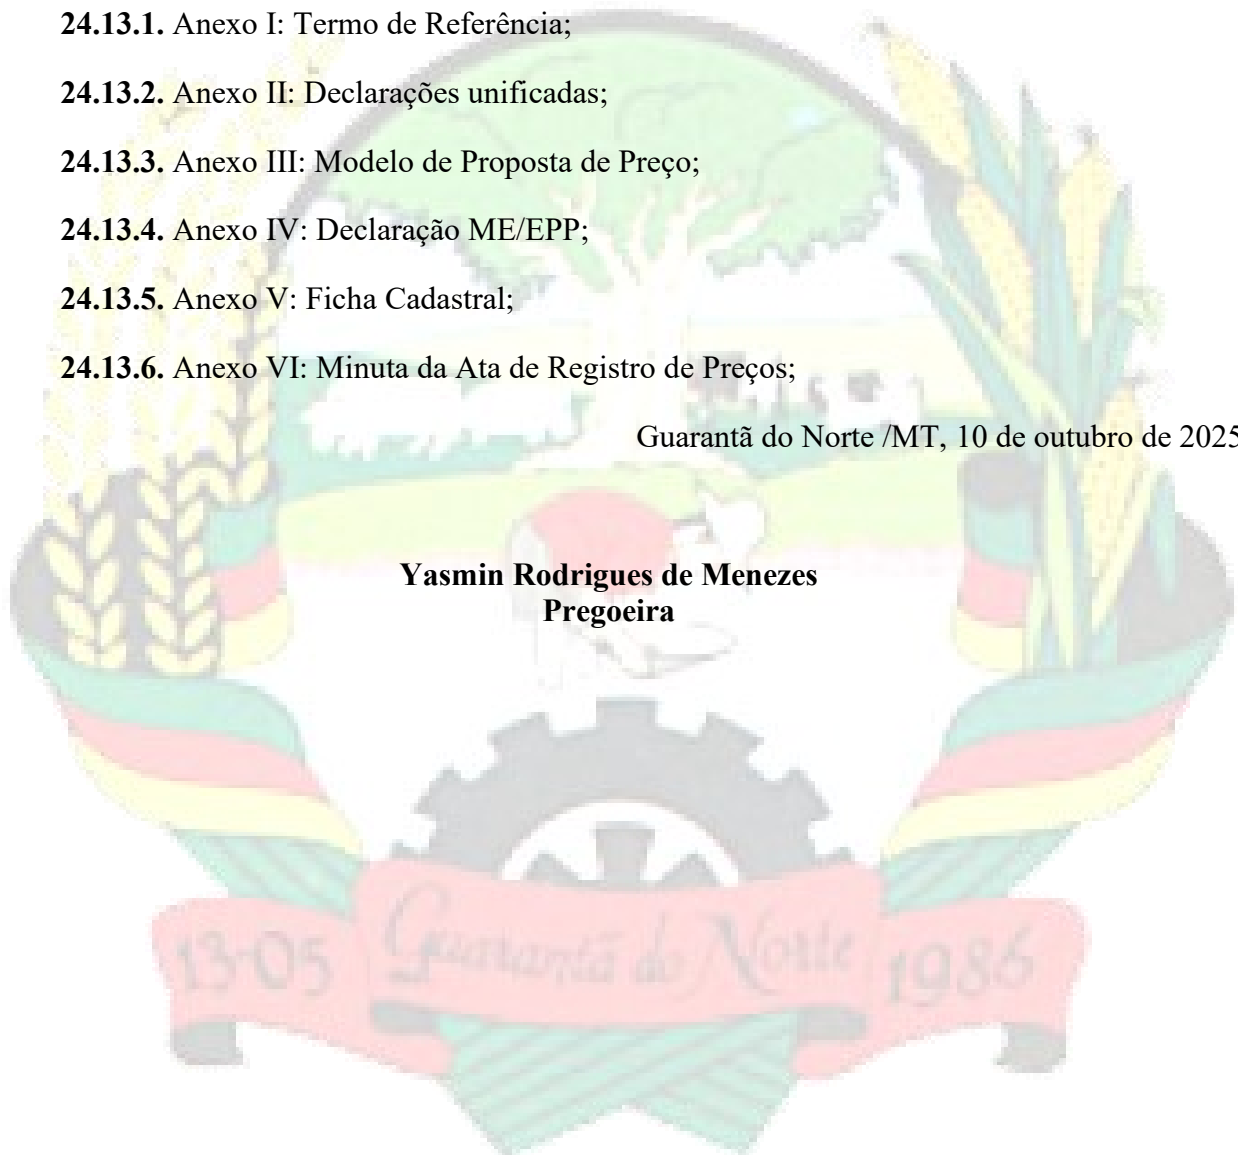 24.13.1. Anexo I: Termo de Referência;
24.13.2. Anexo II: Declarações unificadas;
24.13.3. Anexo III: Modelo de Proposta de Preço;
24.13.4. Anexo IV: Declaração ME/EPP;
24.13.5. Anexo V: Ficha Cadastral;
24.13.6. Anexo VI: Minuta da Ata de Registro de Preços;
Guarantã do Norte /MT, 10 de outubro de 2025
Yasmin Rodrigues de Menezes
Pregoeira
13-05 Guarantã do Norte 1986